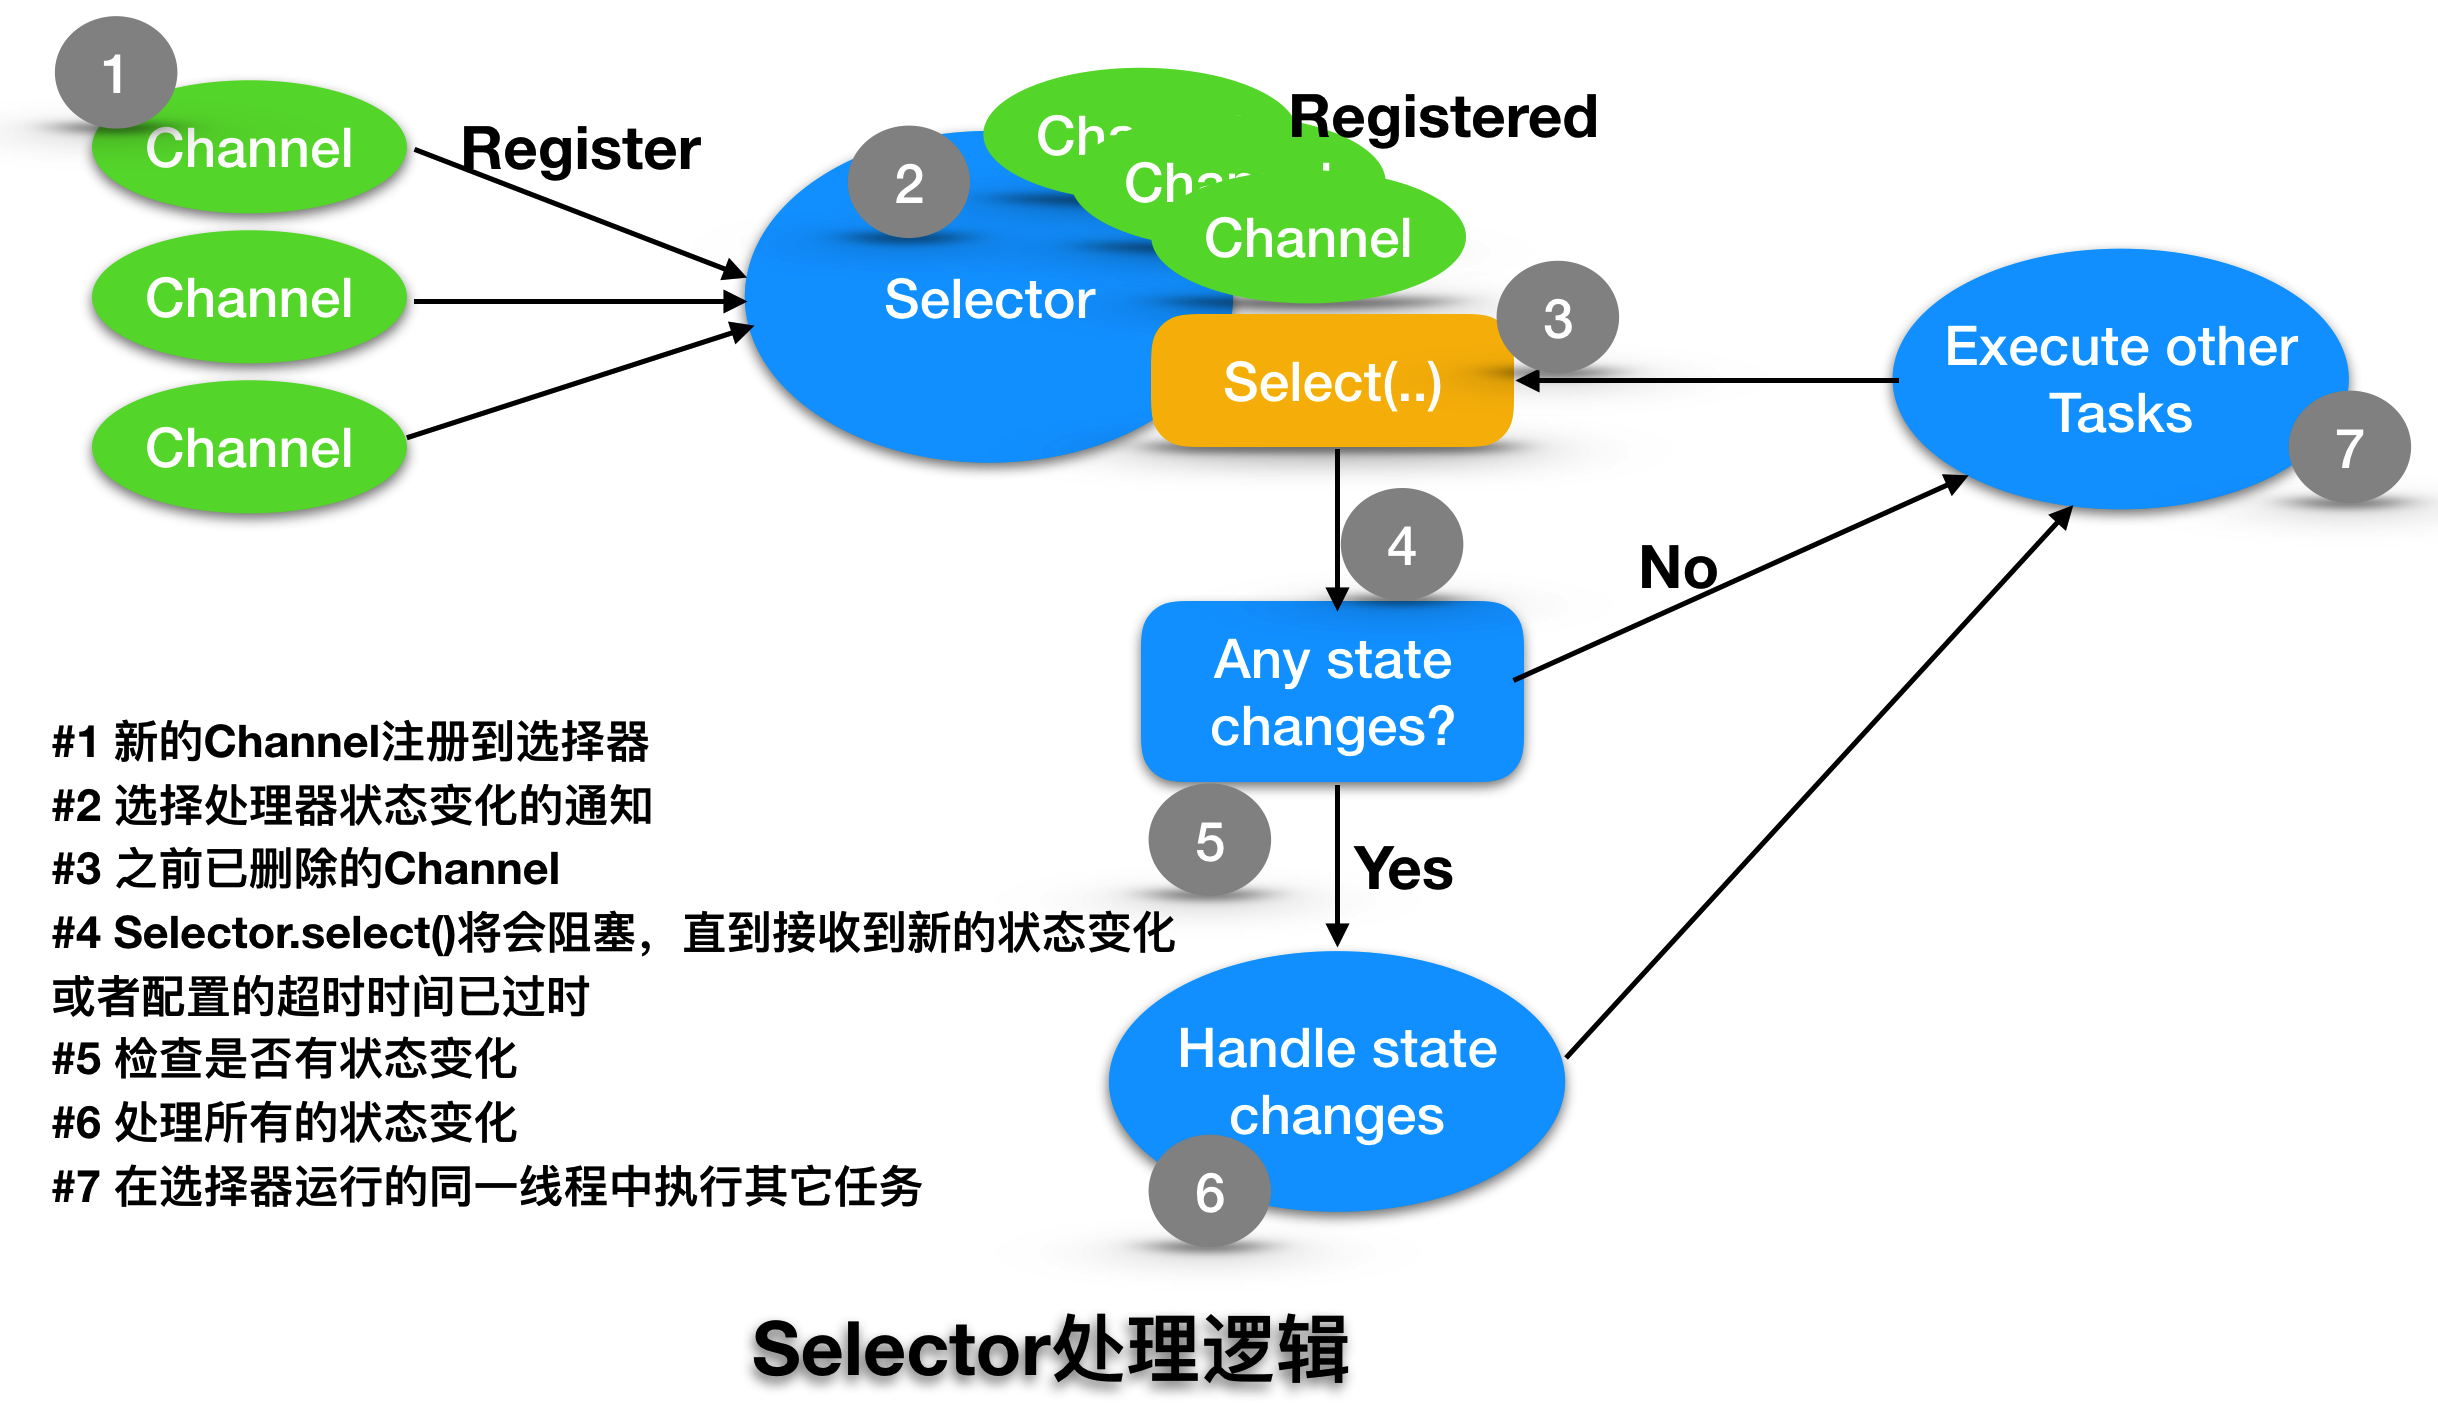 1
Channel
Register
Channel
Channel
2
Selector
Registered
Channel
3
Select(..)
Execute other
Tasks
7
4
No
Any state
changes?
5
Yes
Handle state
changes
6
#1 新的Channel注册到选择器
#2 选择处理器状态变化的通知
#3 之前已删除的Channel
#4 Selector.select()将会阻塞，直到接收到新的状态变化
或者配置的超时时间已过时
#5 检查是否有状态变化
#6 处理所有的状态变化
#7 在选择器运行的同一线程中执行其它任务
Selector处理逻辑